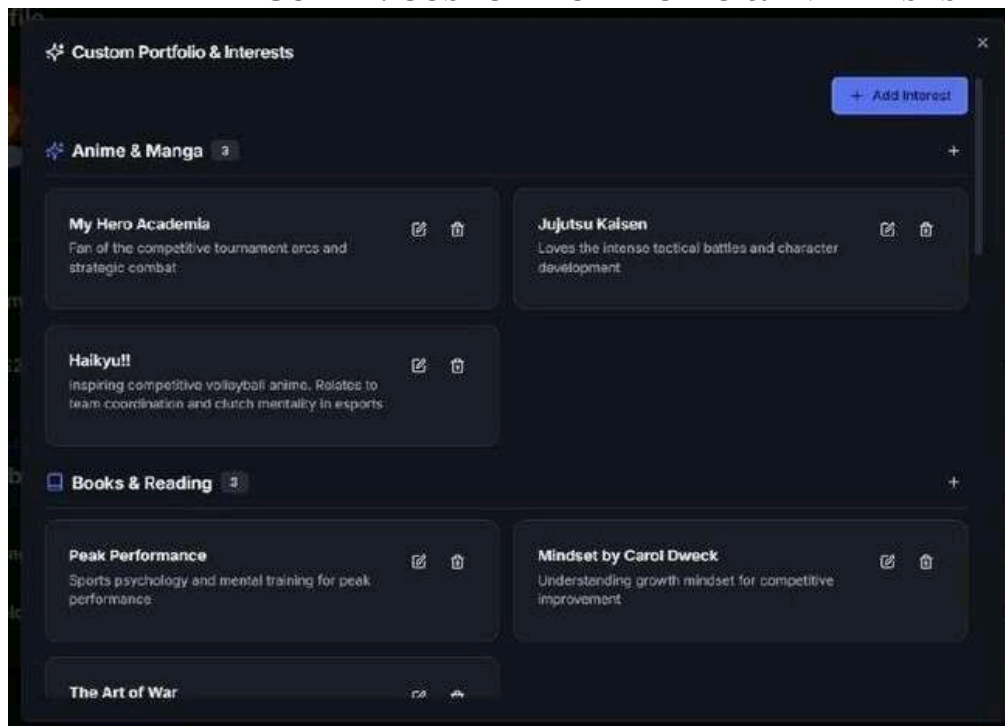 Custom Portfolio & Interests
+ Add Interest
Anime & Manga 3
My Hero Academia
Fan of the competitive tournament arcs and
strategic combat
Jujutsu Kaisen
Loves the intense tactical battles and character
development
Haikyu!!
Inspiring competitive volleyball anime. Relates to
team coordination and clutch mentality in esports
Books & Reading 3
Peak Performance
Sports psychology and mental training for peak
performance
Mindset by Carol Dweck
Understanding growth mindset for competitive
improvement
The Art of War